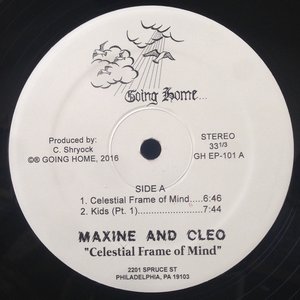 Going Home...
Produced by:
C. Shryock
©℗ GOING HOME, 2016
STEREO
33 1/3
GH EP-101 A
SIDE A
1. Celestial Frame of Mind.....6:46
2. Kids (Pt. 1)......................7:44
MAXINE AND CLEO
"Celestial Frame of Mind"
2201 SPRUCE ST
PHILADELPHIA, PA 19103